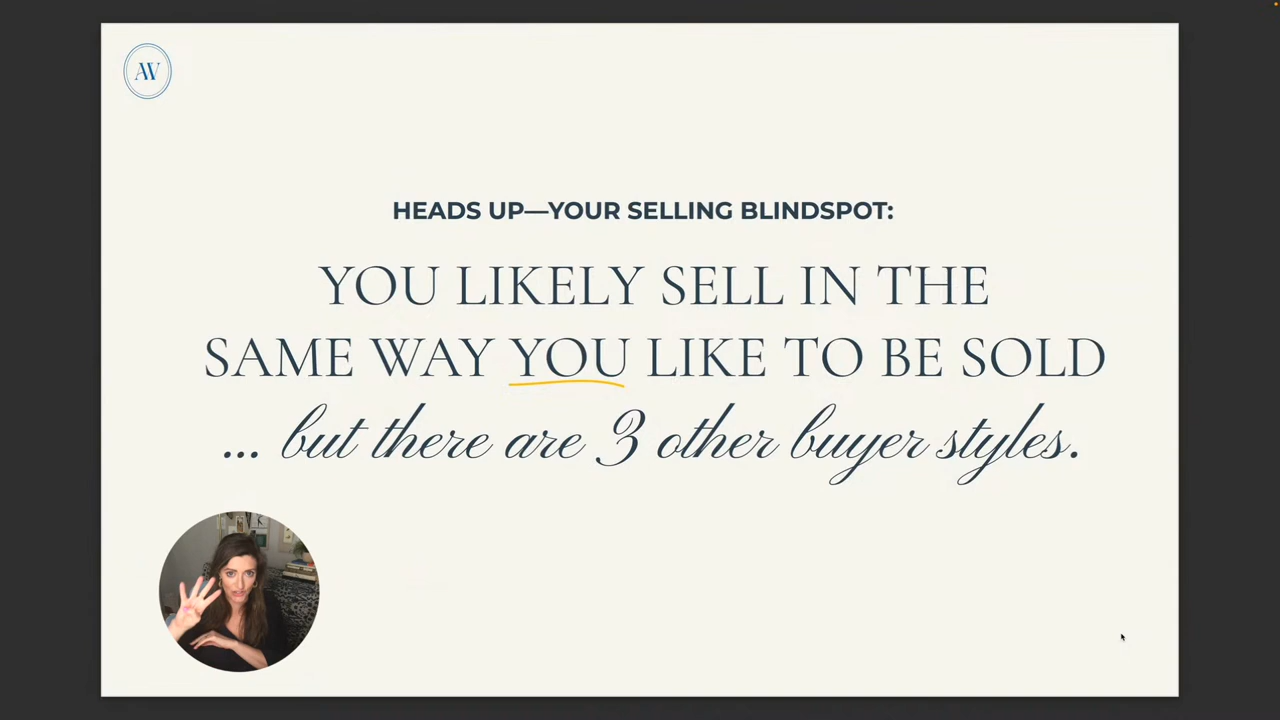 AV
HEADS UP—YOUR SELLING BLINDSPOT:
YOU LIKELY SELL IN THE
SAME WAY YOU LIKE TO BE SOLD
... but there are 3 other buyer styles.